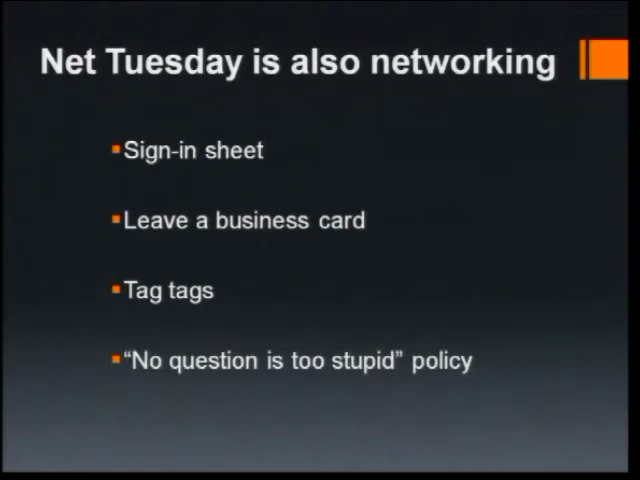 Net Tuesday is also networking
Sign-in sheet
Leave a business card
Tag tags
“No question is too stupid” policy